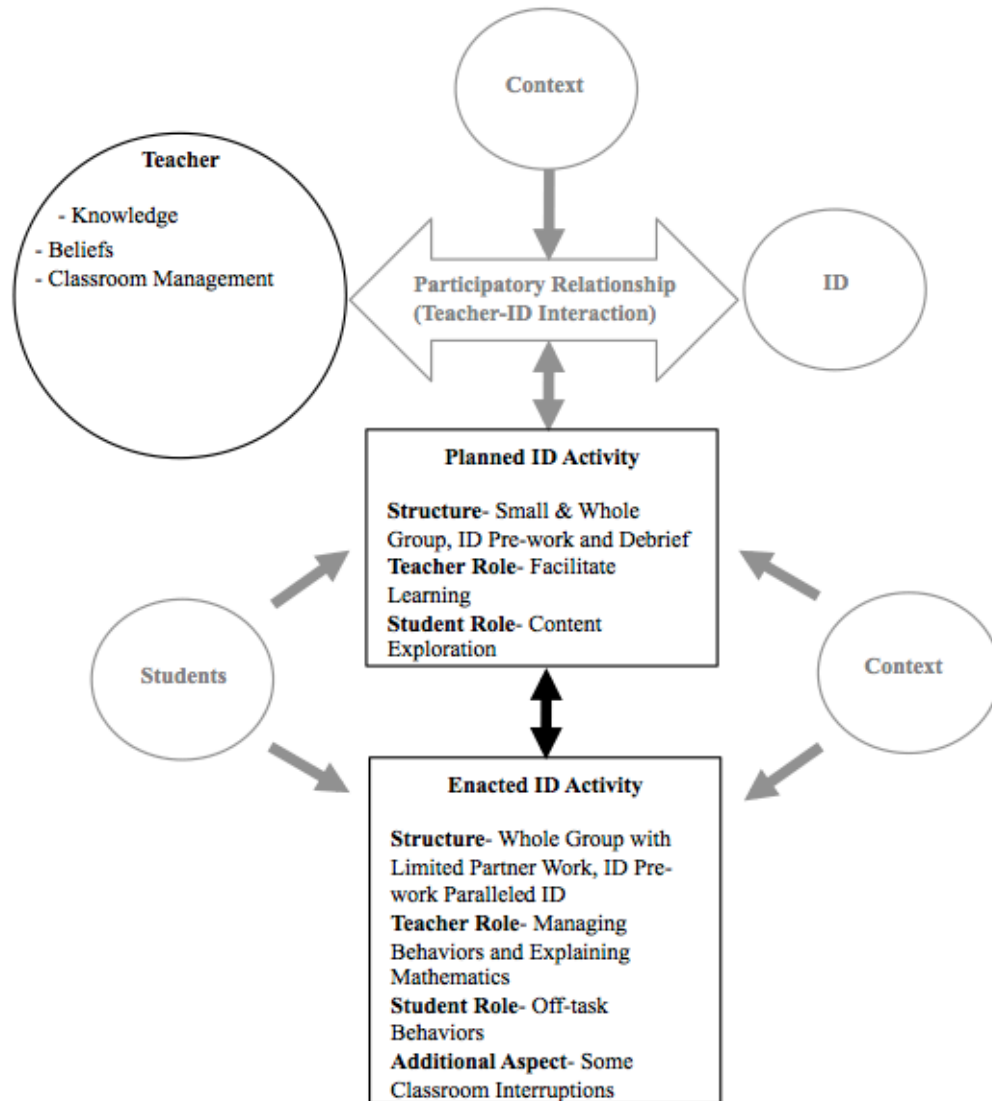 Context
Teacher
- Knowledge
- Beliefs
- Classroom Management
Participatory Relationship
(Teacher-ID Interaction)
ID
Planned ID Activity
Structure- Small & Whole
Group, ID Pre-work and Debrief
Teacher Role- Facilitate
Learning
Student Role- Content
Exploration
Students
Context
Enacted ID Activity
Structure- Whole Group with
Limited Partner Work, ID Pre-
work Paralleled ID
Teacher Role- Managing
Behaviors and Explaining
Mathematics
Student Role- Off-task
Behaviors
Additional Aspect- Some
Classroom Interruptions